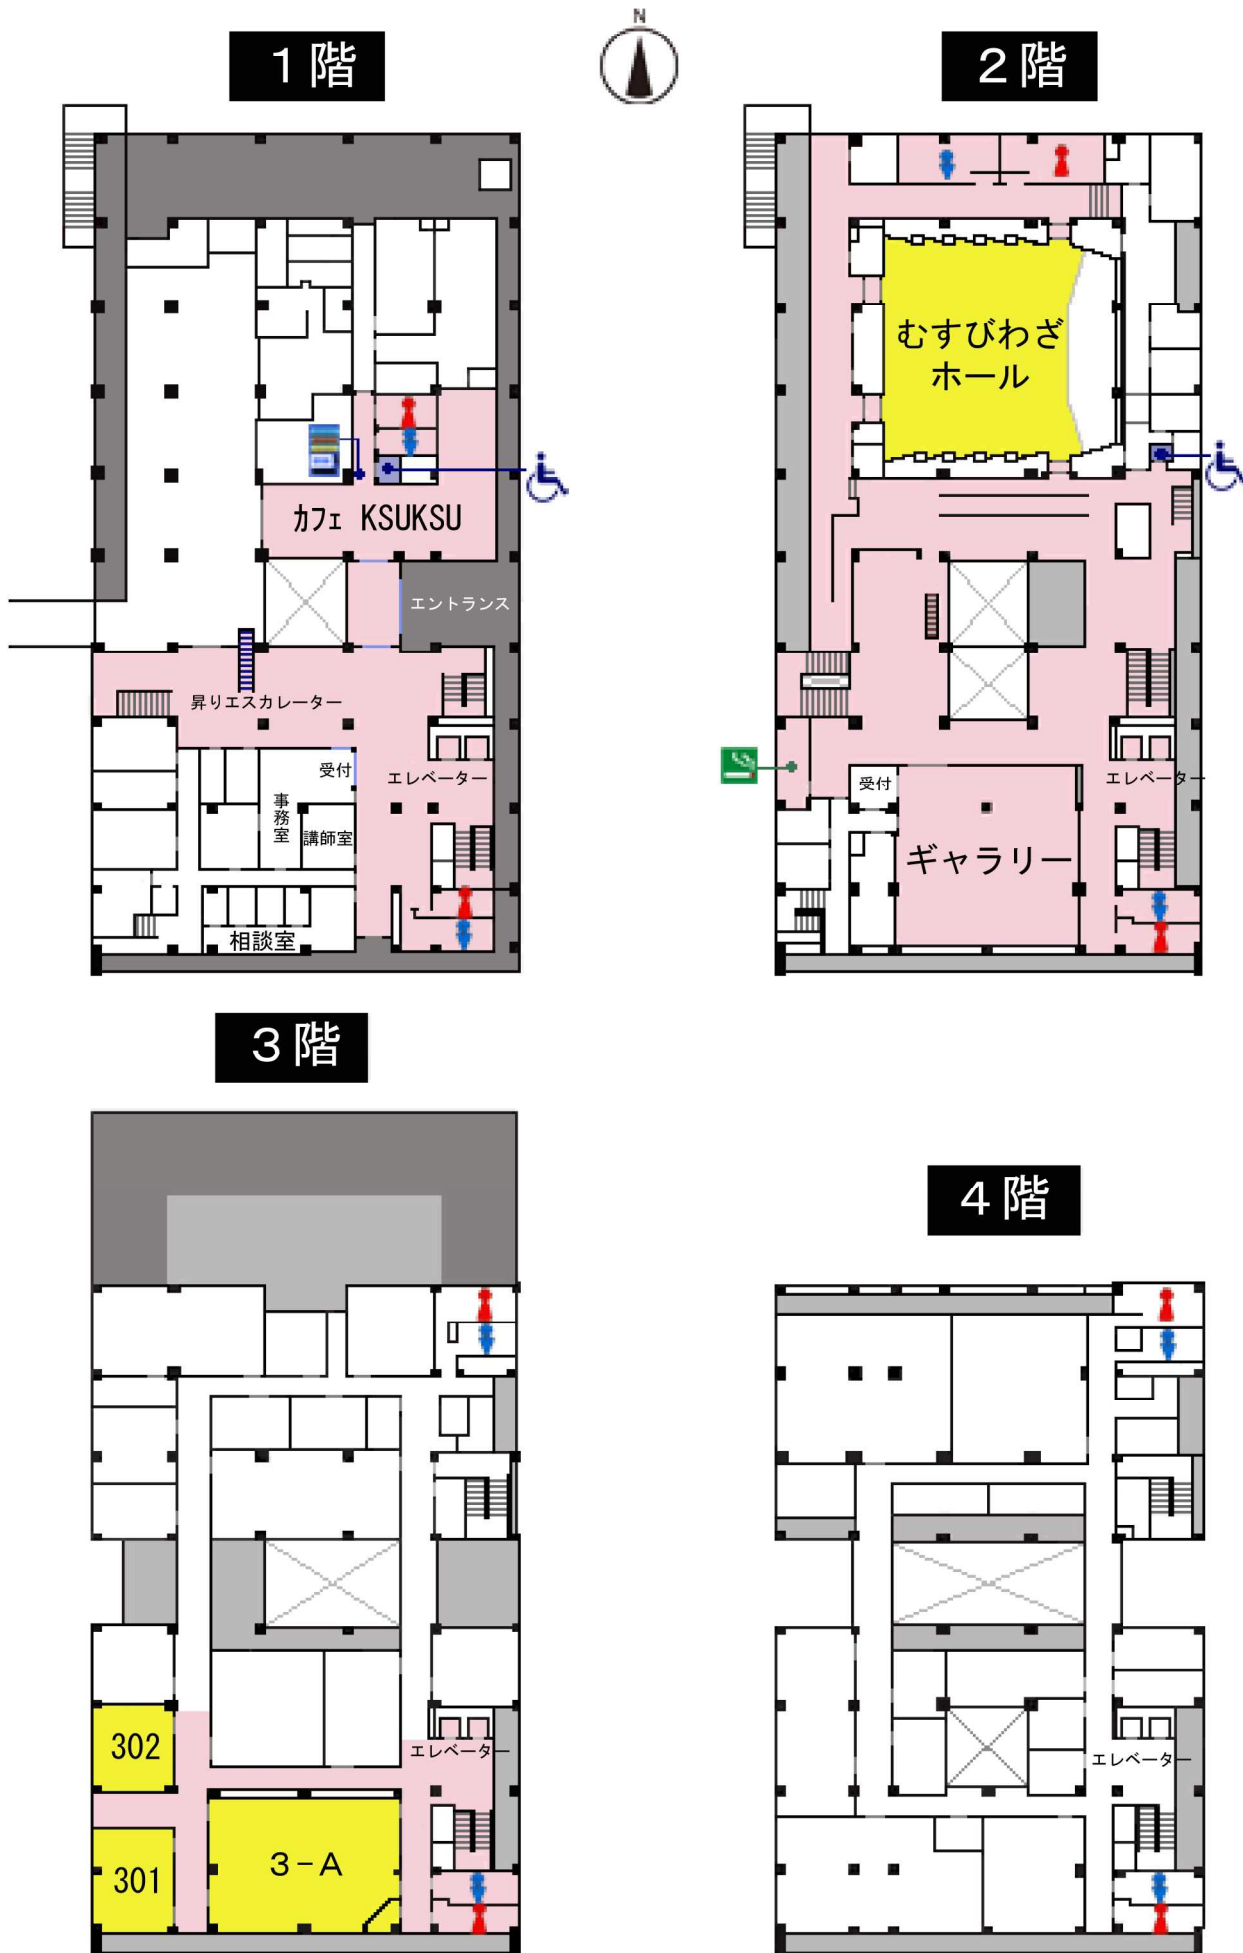 N
1階
2階
むすびわざ
ホール
カフェ KSUKSU
エントランス
昇りエスカレーター
受付
エレベーター
事務室
講師室
相談室
受付
エレベーター
ギャラリー
3階
4階
302
エレベーター
301
3-A
エレベーター